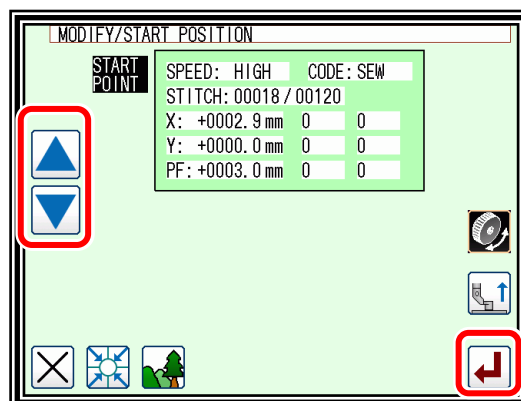 MODIFY/START POSITION
START
POINT
SPEED: HIGH CODE: SEW
STITCH: 00018 / 00120
X: +0002.9 mm 0 0
Y: +0000.0 mm 0 0
PF: +0003.0 mm 0 0